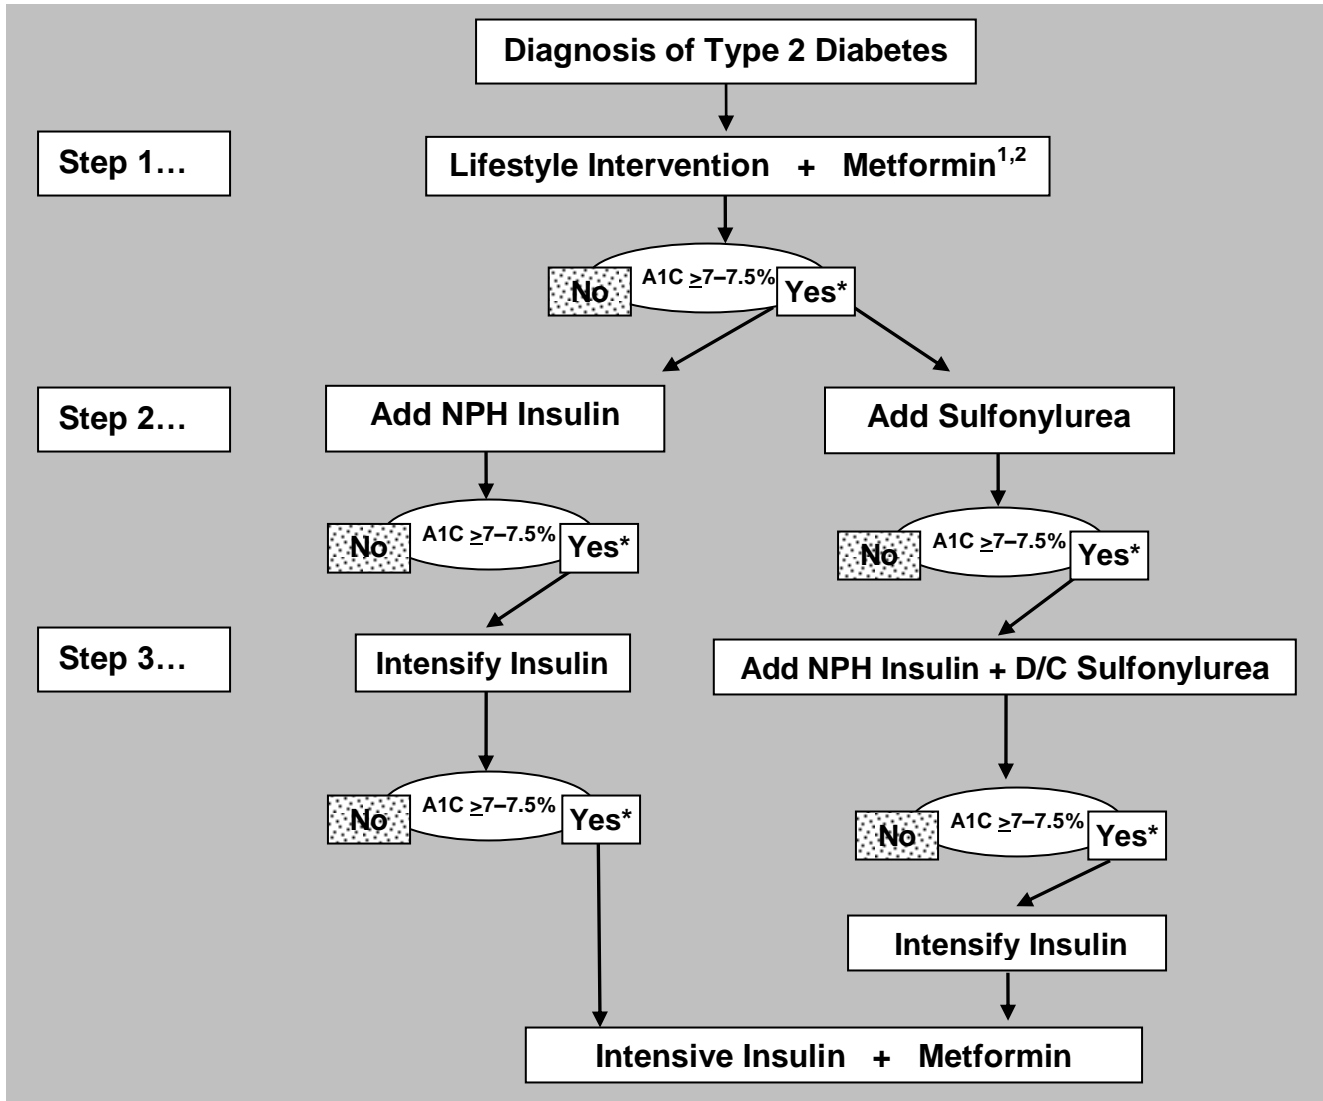 Diagnosis of Type 2 Diabetes
Step 1…
Lifestyle Intervention + Metformin1,2
A1C ≥7–7.5%
No
Yes*
Step 2…
Add NPH Insulin
Add Sulfonylurea
A1C ≥7–7.5%
No
Yes*
A1C ≥7–7.5%
No
Yes*
Step 3…
Intensify Insulin
Add NPH Insulin + D/C Sulfonylurea
A1C ≥7–7.5%
No
Yes*
A1C ≥7–7.5%
No
Yes*
Intensify Insulin
Intensive Insulin + Metformin